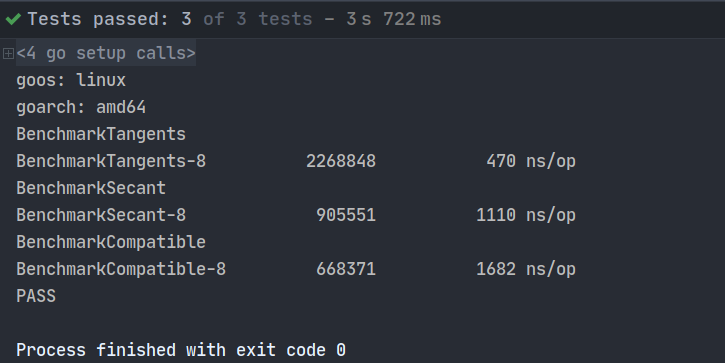 Tests passed: 3 of 3 tests – 3 s 722 ms
<4 go setup calls>
goos: linux
goarch: amd64
BenchmarkTangents
BenchmarkTangents-8 2268848 470 ns/op
BenchmarkSecant
BenchmarkSecant-8 905551 1110 ns/op
BenchmarkCompatible
BenchmarkCompatible-8 668371 1682 ns/op
PASS
Process finished with exit code 0